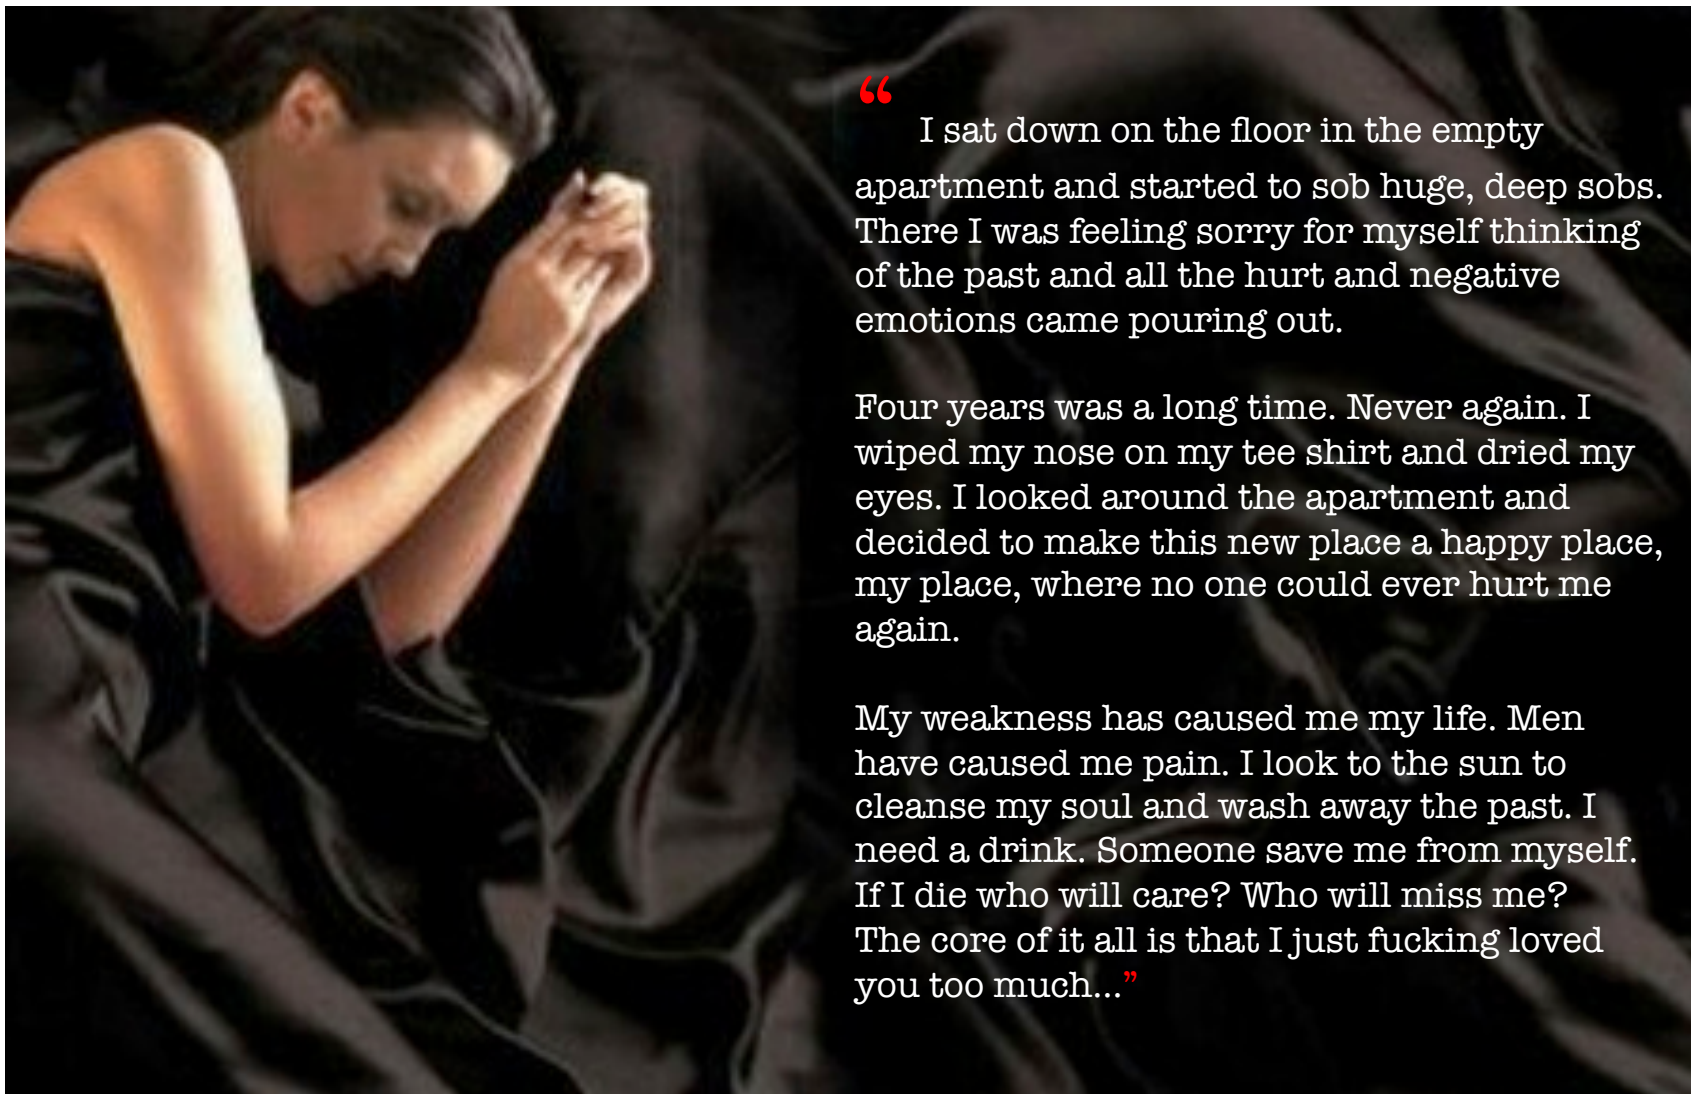 “
I sat down on the floor in the empty
apartment and started to sob huge, deep sobs.
There I was feeling sorry for myself thinking
of the past and all the hurt and negative
emotions came pouring out.
Four years was a long time. Never again. I
wiped my nose on my tee shirt and dried my
eyes. I looked around the apartment and
decided to make this new place a happy place,
my place, where no one could ever hurt me
again.
My weakness has caused me my life. Men
have caused me pain. I look to the sun to
cleanse my soul and wash away the past. I
need a drink. Someone save me from myself.
If I die who will care? Who will miss me?
The core of it all is that I just fucking loved
you too much...”